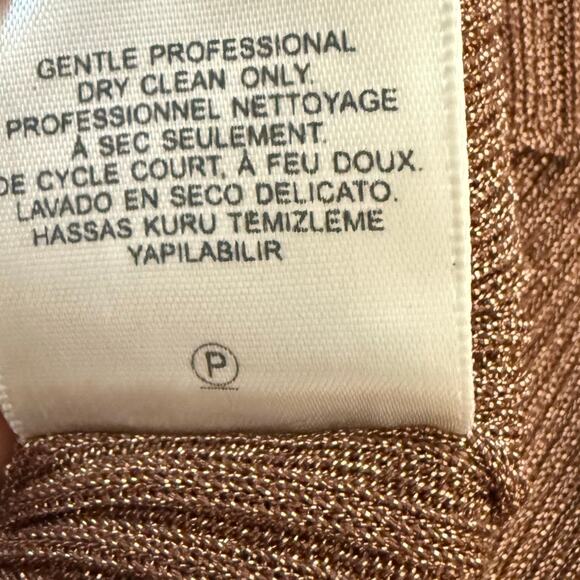 GENTLE PROFESSIONAL
DRY CLEAN ONLY.
PROFESSIONNEL NETTOYAGE
À SEC SEULEMENT.
DE CYCLE COURT, À FEU DOUX.
LAVADO EN SECO DELICATO.
HASSAS KURU TEMIZLEME
YAPILABILIR
P